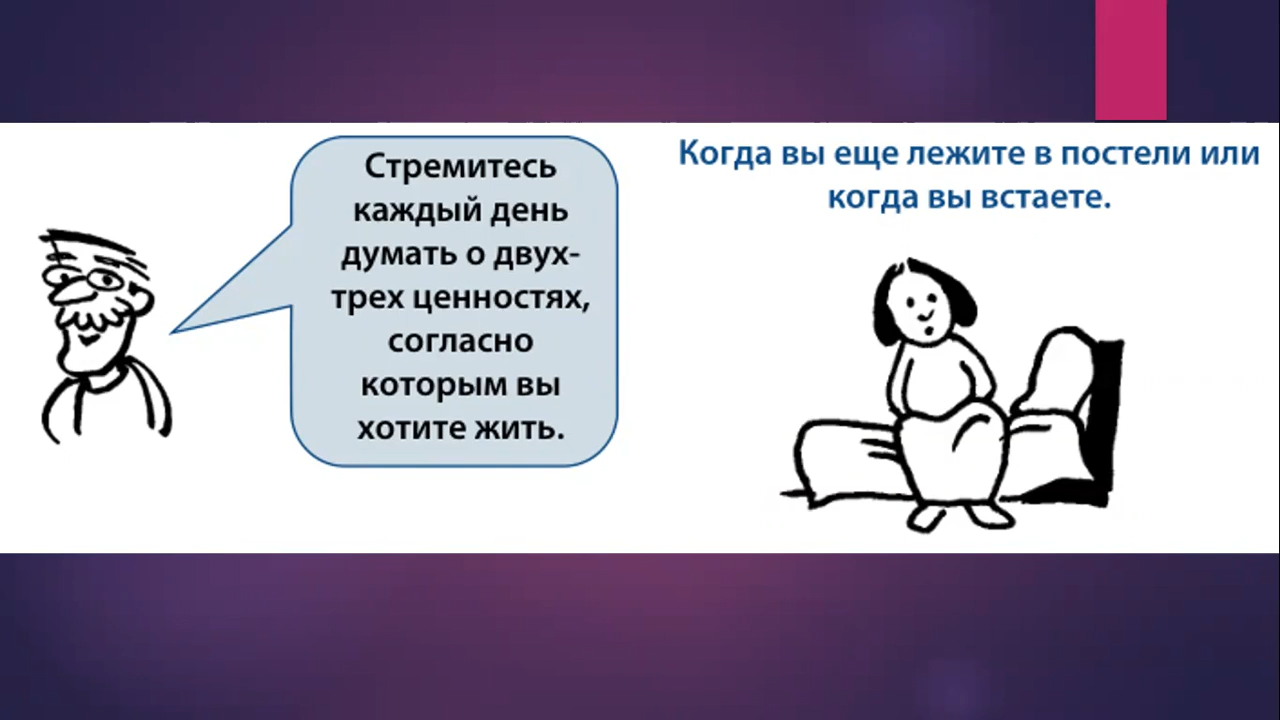 Стремитесь
каждый день
думать о двух-
трех ценностях,
согласно
которым вы
хотите жить.
Когда вы еще лежите в постели или
когда вы встаете.